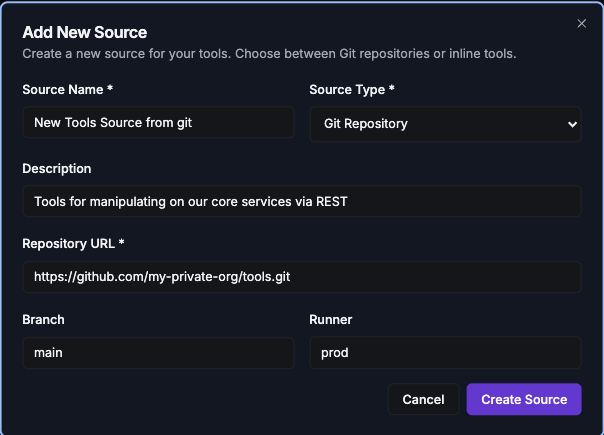 Add New Source
Create a new source for your tools. Choose between Git repositories or inline tools.
Source Name *
Source Type *
New Tools Source from git
Git Repository
Description
Tools for manipulating on our core services via REST
Repository URL *
https://github.com/my-private-org/tools.git
Branch
Runner
main
prod
Cancel
Create Source